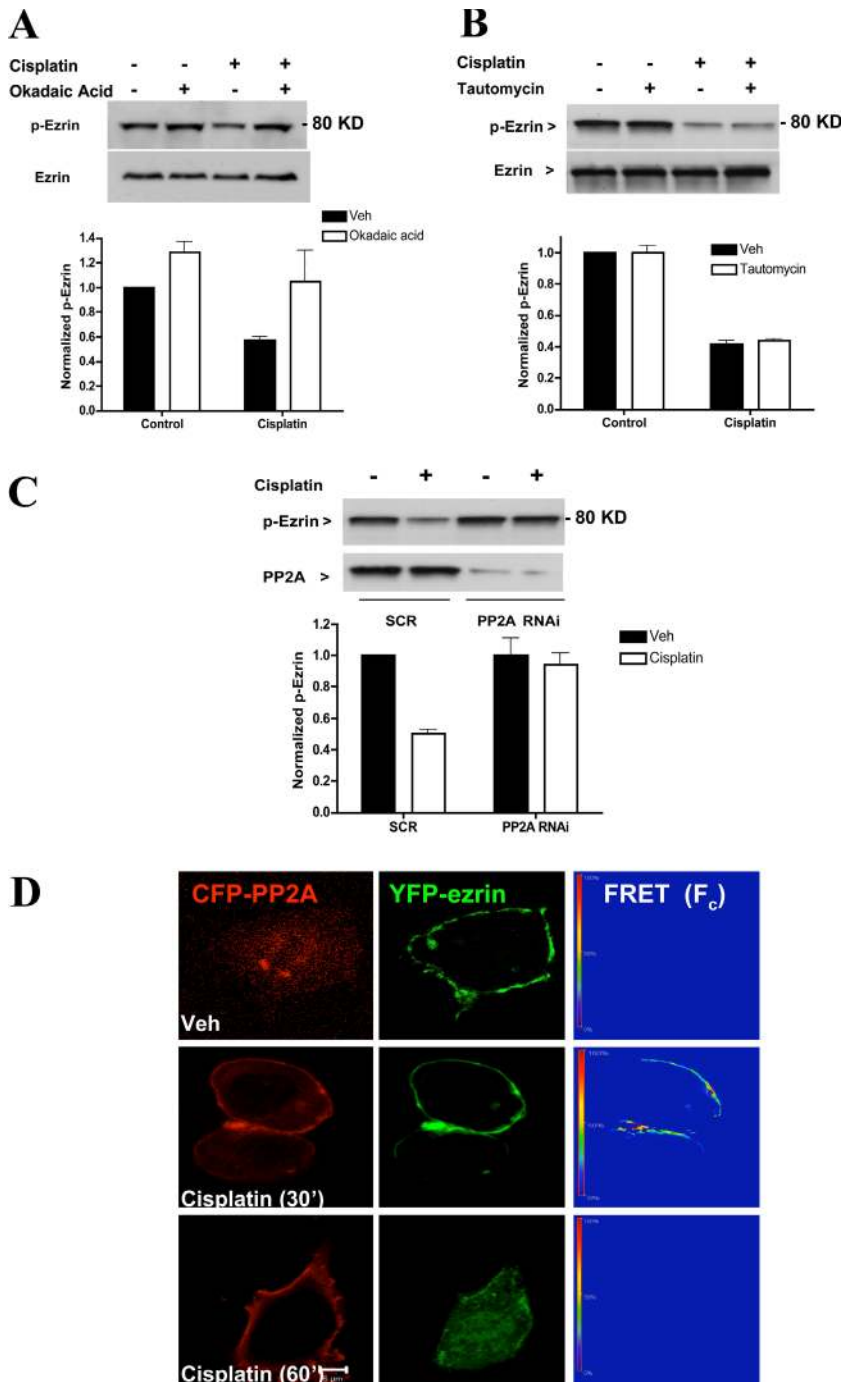 A
Cisplatin - - + +
Okadaic Acid - + - +
p-Ezrin - 80 KD
Ezrin
Veh
Okadaic acid
Normalized p-Ezrin
1.4
1.2
1.0
0.6
0.4
0.2
0.0
Control Cisplatin
B
Cisplatin - - + +
Tautomycin - + - +
p-Ezrin > - 80 KD
Ezrin >
Veh
Tautomycin
Normalized p-Ezrin
1.2
1.0
0.6
0.4
0.2
0.0
Control Cisplatin
C
Cisplatin - + - +
p-Ezrin > - 80 KD
PP2A >
SCR PP2A RNAi
Veh
Cisplatin
Normalized p-Ezrin
1.2
1.0
0.8
0.6
0.4
0.2
0.0
SCR PP2A RNAi
D
CFP-PP2A YFP-ezrin FRET (Fc)
Veh
Cisplatin (30')
Cisplatin (60')